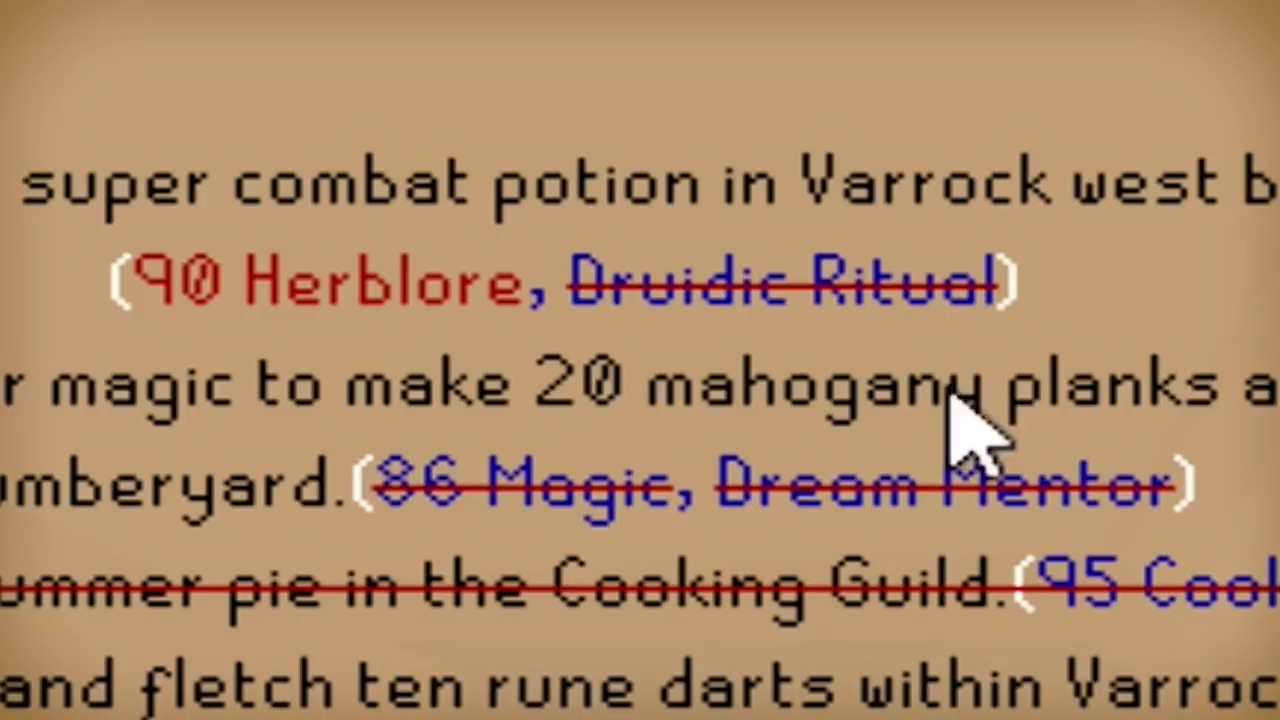 super combat potion in Varrock west b
(90 Herblore, Druidic Ritual)
r magic to make 20 mahogany planks a
umberyard.(86 Magic, Dream Mentor)
ummer pie in the Cooking Guild.(95 Cook
and fletch ten rune darts within Varroc